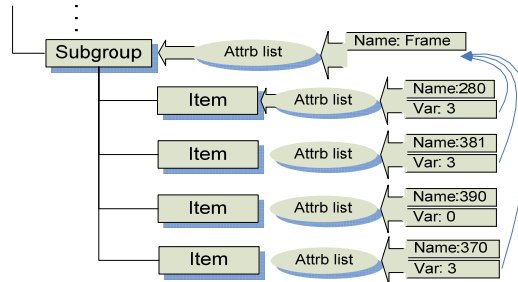 Subgroup Attrb list Name: Frame
Item Attrb list Name:280
Var: 3
Item Attrb list Name:381
Var: 3
Item Attrb list Name:390
Var: 0
Item Attrb list Name:370
Var: 3